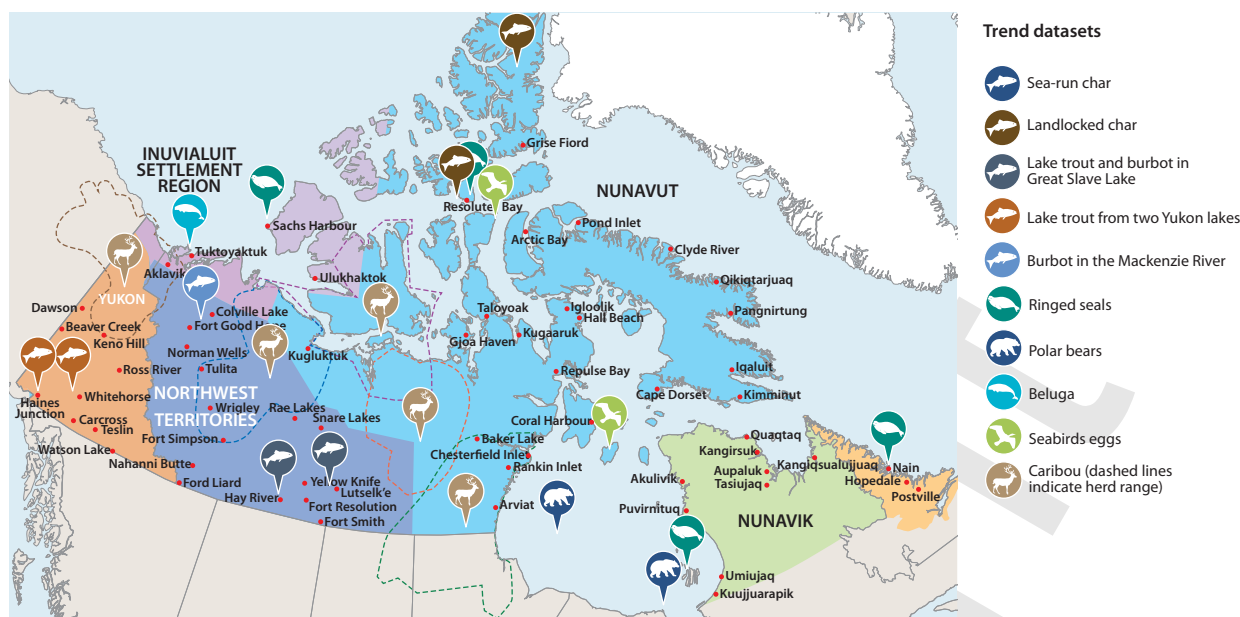 Trend datasets
Sea-run char
Landlocked char
Lake trout and burbot in
Great Slave Lake
Lake trout from two Yukon lakes
Burbot in the Mackenzie River
Ringed seals
Polar bears
Beluga
Seabirds eggs
Caribou (dashed lines
indicate herd range)
Grise Fiord
INUVIALUIT
SETTLEMENT
REGION
NUNAVUT
Resolute Bay
Sachs Harbour
Pond Inlet
Arctic Bay
Clyde River
Tuktoyaktuk
Aklavik
Ulukhaktok
Qikiqtarjuaq
YUKON
Dawson
Colville Lake
Taloyoak
Igloolik
Hall Beach
Pangnirtung
Beaver Creek
Fort Good Hope
Keno Hill
Kugaaruk
Gjoa Haven
Norman Wells
Kugluktuk
Ross River
Tulita
Repulse Bay
Iqaluit
NORTHWEST
TERRITORIES
Haines
Junction
Whitehorse
Wrigley
Rae Lakes
Cape Dorset
Kimminut
Carcross
Teslin
Snare Lakes
Coral Harbour
Fort Simpson
Baker Lake
Quaqtaq
Watson Lake
Chesterfield Inlet
Kangirsuk
Nahanni Butte
Rankin Inlet
Kangiqsualujjuaq
Nain
Aupaluk
Tasiujaq
Hopedale
Ford Liard
Yellow Knife
Lutselk'e
Akulivik
Postville
Hay River
Fort Resolution
Arviat
Puvirnituq
Fort Smith
NUNAVIK
Umiujaq
Kuujjuarapik